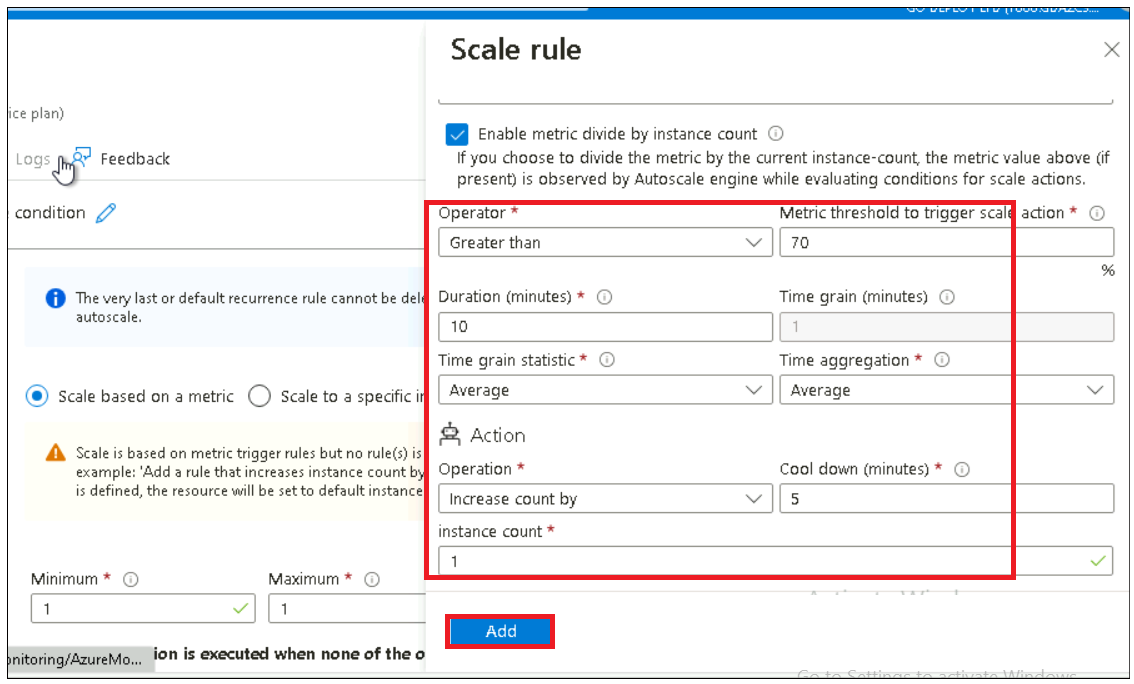 Scale rule
ice plan)
Enable metric divide by instance count
If you choose to divide the metric by the current instance-count, the metric value above (if
present) is observed by Autoscale engine while evaluating conditions for scale actions.
Logs
Feedback
condition
Operator *
Metric threshold to trigger scale action *
Greater than
70
%
The very last or default recurrence rule cannot be dele
autoscale.
Duration (minutes) *
Time grain (minutes)
10
1
Time grain statistic *
Time aggregation *
Average
Average
Scale based on a metric
Scale to a specific in
Action
Scale is based on metric trigger rules but no rule(s) is
example: 'Add a rule that increases instance count by
is defined, the resource will be set to default instance
Operation *
Cool down (minutes) *
Increase count by
5
instance count *
1
Minimum *
Maximum *
1
1
Add
onitoring/AzureMo...
ion is executed when none of the o
Go to Settings to activate Windows